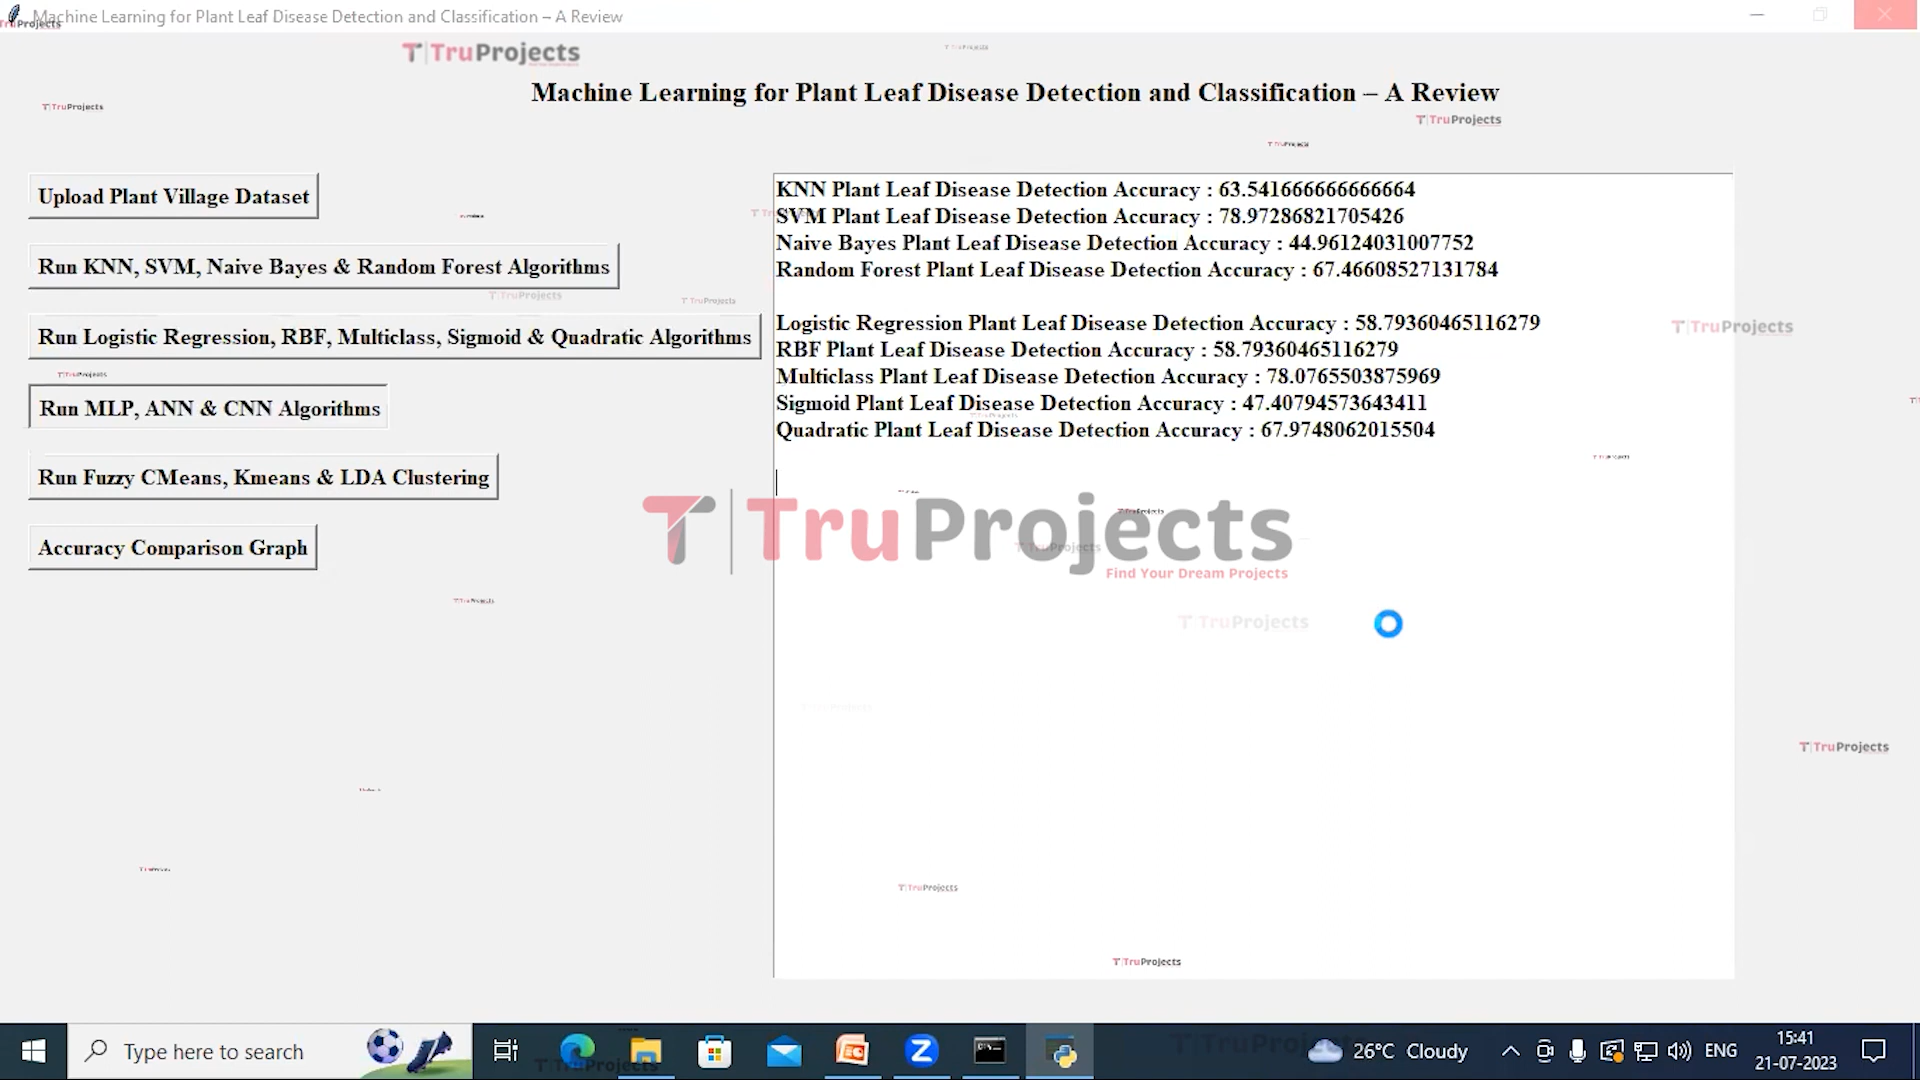 Machine Learning for Plant Leaf Disease Detection and Classification – A Review
TruProjects
TruProjects
Machine Learning for Plant Leaf Disease Detection and Classification – A Review
TruProjects
TruProjects
Upload Plant Village Dataset
Run KNN, SVM, Naive Bayes & Random Forest Algorithms
TruProjects
TruProjects
Run Logistic Regression, RBF, Multiclass, Sigmoid & Quadratic Algorithms
TruProjects
Run MLP, ANN & CNN Algorithms
Run Fuzzy CMeans, Kmeans & LDA Clustering
Accuracy Comparison Graph
TruProjects
KNN Plant Leaf Disease Detection Accuracy : 63.541666666666664
SVM Plant Leaf Disease Detection Accuracy : 78.97286821705426
Naive Bayes Plant Leaf Disease Detection Accuracy : 44.96124031007752
Random Forest Plant Leaf Disease Detection Accuracy : 67.46608527131784
Logistic Regression Plant Leaf Disease Detection Accuracy : 58.79360465116279
RBF Plant Leaf Disease Detection Accuracy : 58.79360465116279
Multiclass Plant Leaf Disease Detection Accuracy : 78.0765503875969
Sigmoid Plant Leaf Disease Detection Accuracy : 47.40794573643411
Quadratic Plant Leaf Disease Detection Accuracy : 67.9748062015504
TruProjects
TruProjects
Find Your Dream Projects
TruProjects
TruProjects
TruProjects
TruProjects
Type here to search
26°C Cloudy
ENG
15:41
21-07-2023